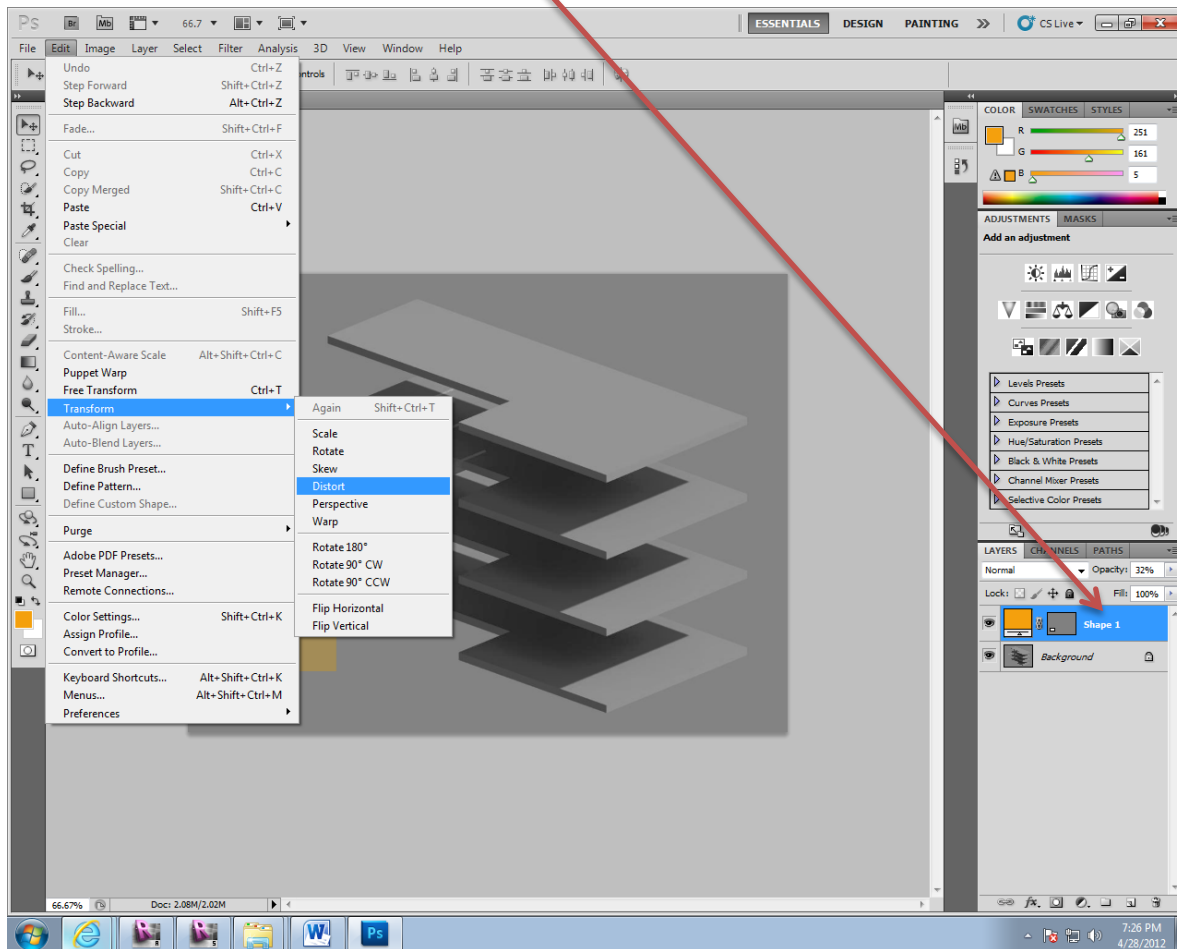 Ps Br Mb 66.7 ESSENTIALS DESIGN PAINTING CS Live
File Edit Image Layer Select Filter Analysis 3D View Window Help
Undo Ctrl+Z
Step Forward Shift+Ctrl+Z
Step Backward Alt+Ctrl+Z
Fade... Shift+Ctrl+F
Cut Ctrl+X
Copy Ctrl+C
Copy Merged Shift+Ctrl+C
Paste Ctrl+V
Paste Special
Clear
Check Spelling...
Find and Replace Text...
Fill... Shift+F5
Stroke...
Content-Aware Scale Alt+Shift+Ctrl+C
Puppet Warp
Free Transform Ctrl+T
Transform
Auto-Align Layers...
Auto-Blend Layers...
Define Brush Preset...
Define Pattern...
Define Custom Shape...
Purge
Adobe PDF Presets...
Preset Manager...
Remote Connections...
Color Settings... Shift+Ctrl+K
Assign Profile...
Convert to Profile...
Keyboard Shortcuts... Alt+Shift+Ctrl+K
Menus... Alt+Shift+Ctrl+M
Preferences
Again Shift+Ctrl+T
Scale
Rotate
Skew
Distort
Perspective
Warp
Rotate 180°
Rotate 90° CW
Rotate 90° CCW
Flip Horizontal
Flip Vertical
ntrols
Mb
COLOR SWATCHES STYLES
R 251
G 161
B 5
ADJUSTMENTS MASKS
Add an adjustment
Levels Presets
Curves Presets
Exposure Presets
Hue/Saturation Presets
Black & White Presets
Channel Mixer Presets
Selective Color Presets
LAYERS CHANNELS PATHS
Normal Opacity: 32%
Lock: Fill: 100%
Shape 1
Background
66.67% Doc: 2.08M/2.02M
fx.
W Ps
7:26 PM
4/28/2012